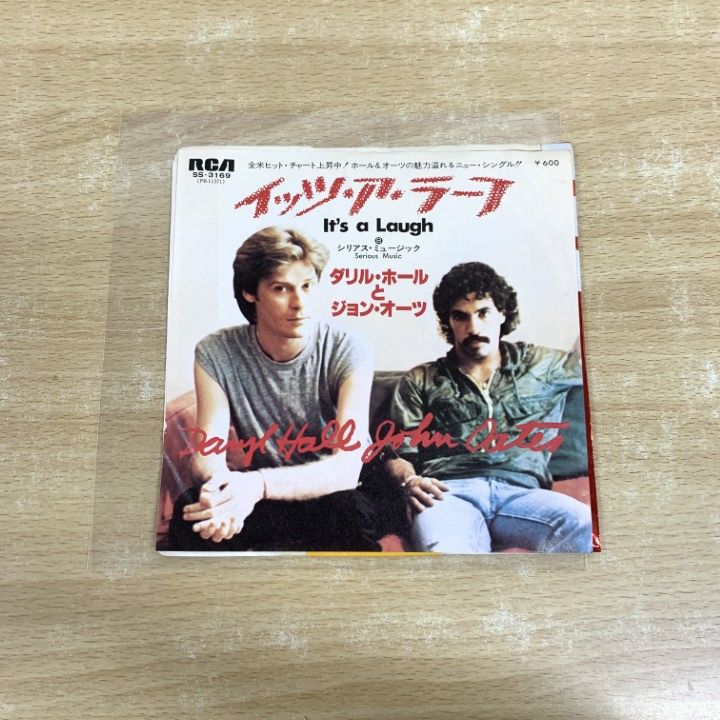 RCA
SS-3169
(PB-11371)
全米ヒット・チャート上昇中!ホール&オーツの魅力溢れるニュー・シングル!!
¥600
イッツ・ア・ラーフ
It's a Laugh
B
シリアス・ミュージック
Serious Music
ダリル・ホール
と
ジョン・オーツ
Daryl Hall John Oates